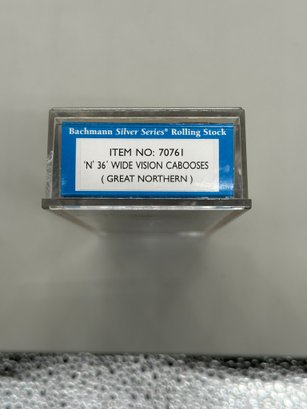 Bachmann Silver Series® Rolling Stock
ITEM NO: 70761
'N' 36' WIDE VISION CABOOSES
( GREAT NORTHERN )